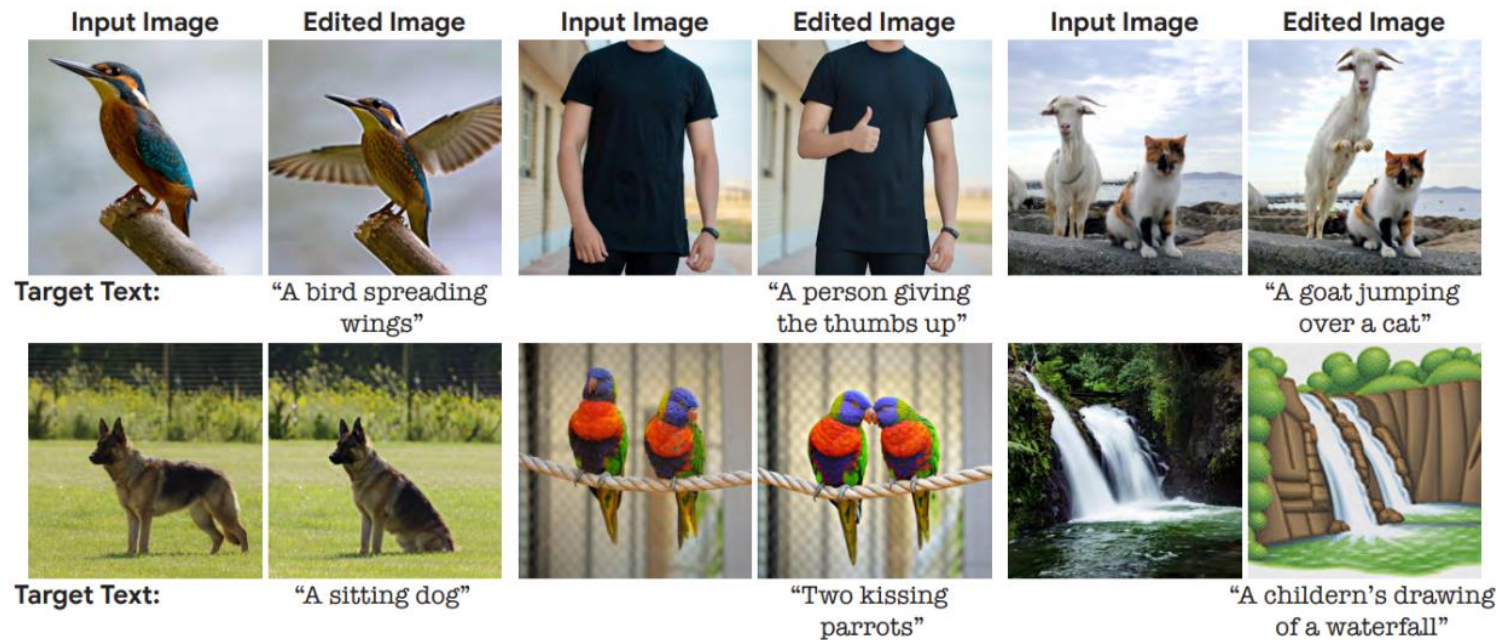 Input Image Edited Image Input Image Edited Image Input Image Edited Image
Target Text: “A bird spreading
wings”
“A person giving
the thumbs up”
“A goat jumping
over a cat”
Target Text: “A sitting dog”
“Two kissing
parrots”
“A childern’s drawing
of a waterfall”